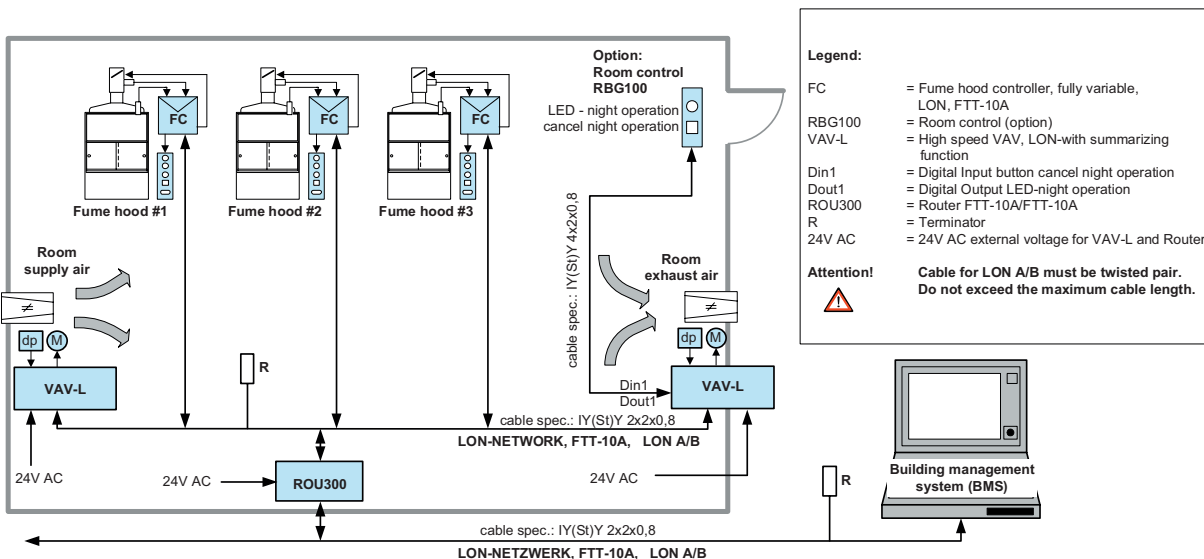 Option:
Room control
RBG100
LED - night operation
cancel night operation
FC
FC
FC
Fume hood #1
Fume hood #2
Fume hood #3
Room
supply air
≠
dp
M
VAV-L
R
cable spec.: IY(St)Y 4x2x0,8
Room
exhaust air
≠
dp
M
Din1
Dout1
VAV-L
cable spec.: IY(St)Y 2x2x0,8
LON-NETWORK, FTT-10A, LON A/B
24V AC
24V AC
ROU300
24V AC
cable spec.: IY(St)Y 2x2x0,8
LON-NETZWERK, FTT-10A, LON A/B
R
Building management
system (BMS)
Legend:
FC = Fume hood controller, fully variable,
LON, FTT-10A
RBG100 = Room control (option)
VAV-L = High speed VAV, LON-with summarizing
function
Din1 = Digital Input button cancel night operation
Dout1 = Digital Output LED-night operation
ROU300 = Router FTT-10A/FTT-10A
R = Terminator
24V AC = 24V AC external voltage for VAV-L and Router
Attention! Cable for LON A/B must be twisted pair.
Do not exceed the maximum cable length.
!